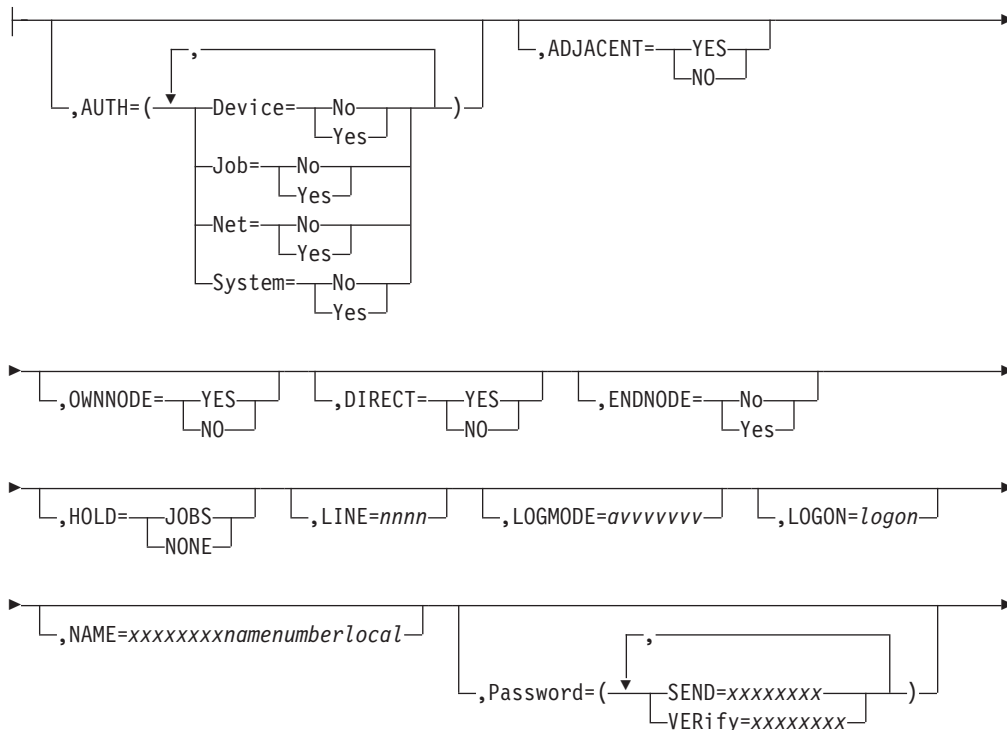 ,ADJACENT= YES
NO
,
,AUTH=( Device= No )
Yes
Job= No
Yes
Net= No
Yes
System= No
Yes
,OWNNODE= YES ,DIRECT= YES ,ENDNODE= No
NO NO Yes
,HOLD= JOBS ,LINE=nnnn ,LOGMODE=avvvvvvv ,LOGON=logon
NONE
,NAME=xxxxxxxxnamenumberlocal
,
,Password=( SEND=xxxxxxxx )
VERify=xxxxxxxx